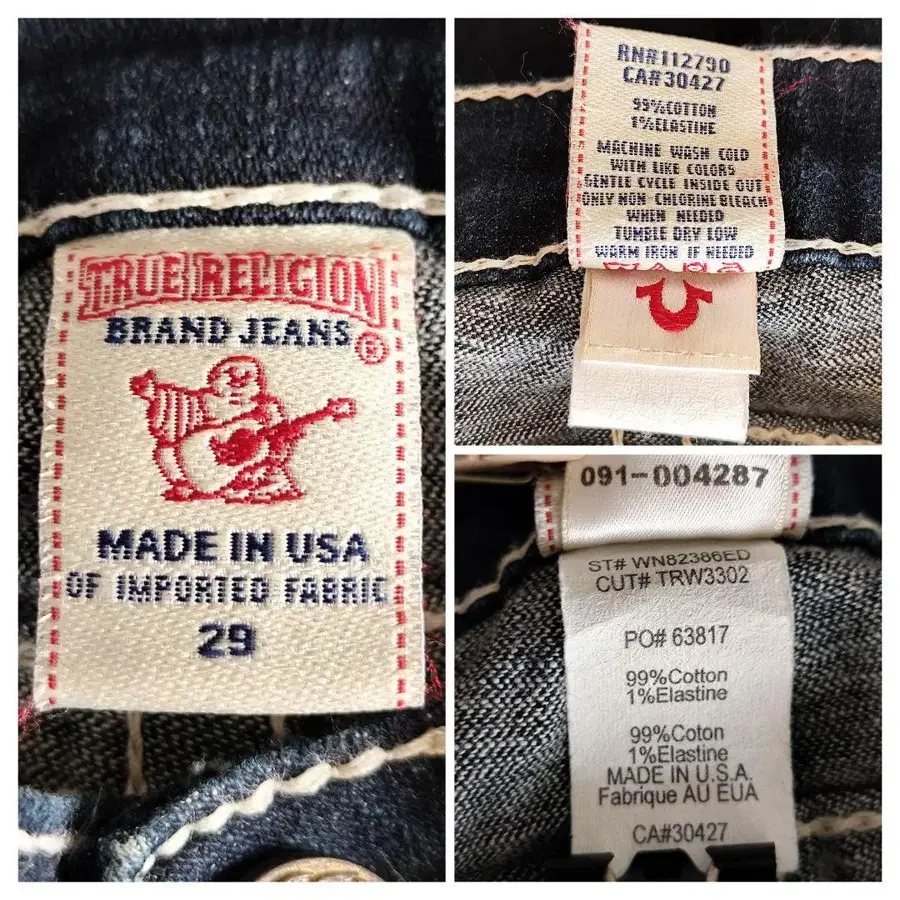 TRUE RELIGION
BRAND JEANS
®
MADE IN USA
OF IMPORTED FABRIC
29
RN#112790
CA#30427
99%COTTON
1%ELASTINE
MACHINE WASH COLD
WITH LIKE COLORS
GENTLE CYCLE INSIDE OUT
ONLY NON-CHLORINE BLEACH
WHEN NEEDED
TUMBLE DRY LOW
WARM IRON IF NEEDED
091-004287
ST# WN82386ED
CUT# TRW3302
PO# 63817
99%Cotton
1%Elastine
99%Coton
1%Elastine
MADE IN U.S.A.
Fabrique AU EUA
CA#30427